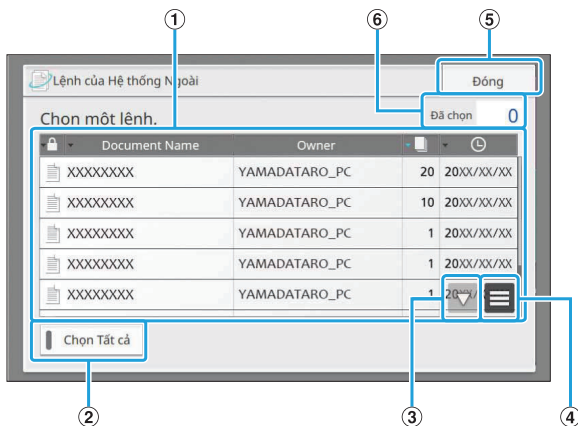 ① ⑥ ⑤
Lệnh của Hệ thống Ngoài Đóng
Chọn một lệnh. Đã chọn 0
Document Name Owner
XXXXXXXX YAMADATARO_PC 20 20XX/XX/XX
XXXXXXXX YAMADATARO_PC 10 20XX/XX/XX
XXXXXXXX YAMADATARO_PC 1 20XX/XX/XX
XXXXXXXX YAMADATARO_PC 1 20XX/XX/XX
XXXXXXXX YAMADATARO_PC 1
Chọn Tất cả
② ③ ④